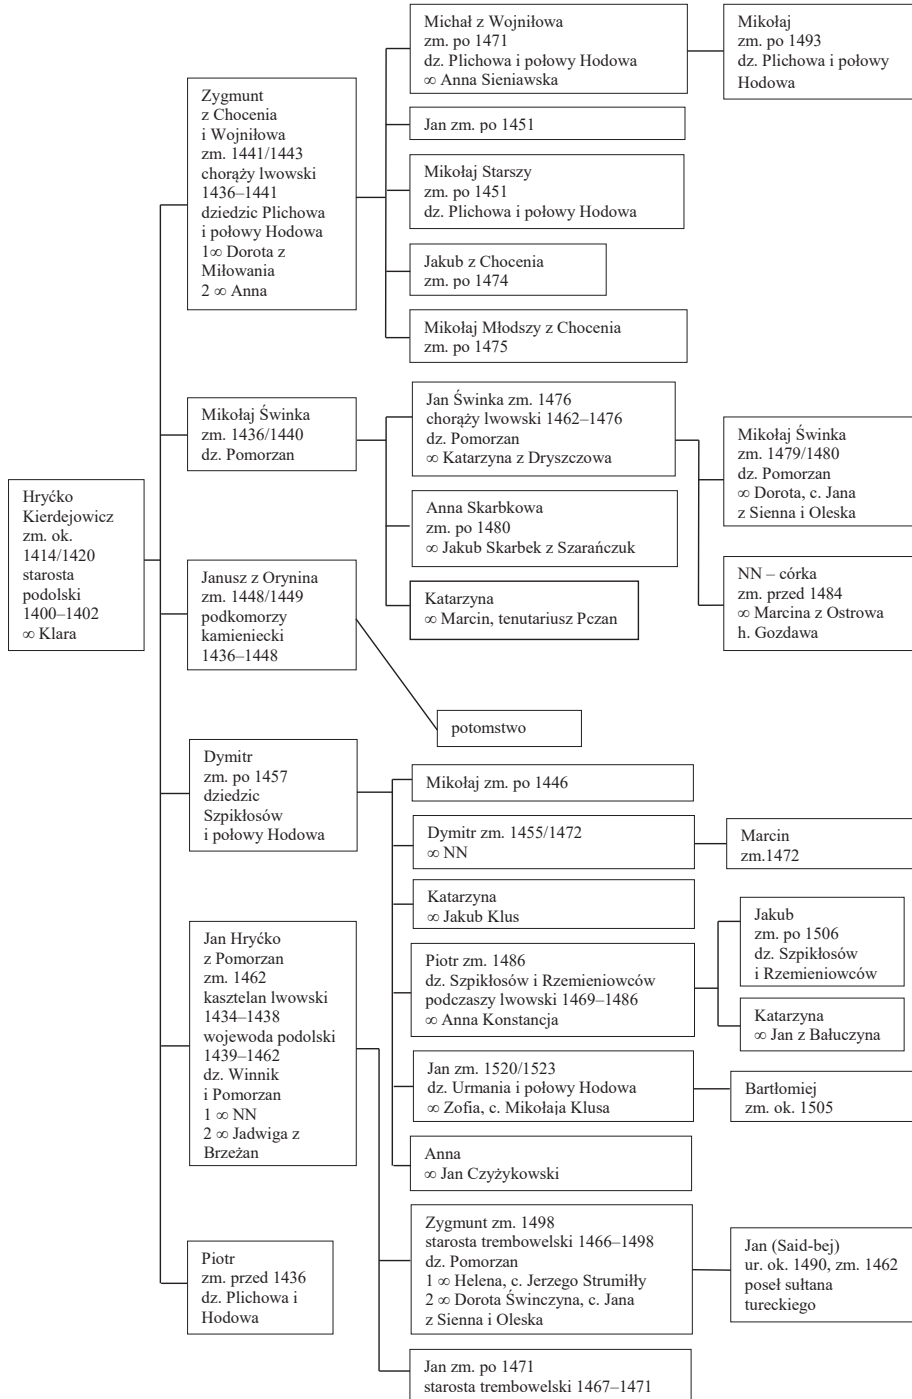 Hryćko
Kierdejowicz
zm. ok.
1414/1420
starosta
podolski
1400–1402
∞ Klara
Zygmunt
z Chocenia
i Wojniłowa
zm. 1441/1443
chorąży lwowski
1436–1441
dziedzic Plichowa
i połowy Hodowa
1∞ Dorota z
Miłowania
2 ∞ Anna
Michał z Wojniłowa
zm. po 1471
dz. Plichowa i połowy Hodowa
∞ Anna Sieniawska
Mikołaj
zm. po 1493
dz. Plichowa i połowy
Hodowa
Jan zm. po 1451
Mikołaj Starszy
zm. po 1451
dz. Plichowa i połowy Hodowa
Jakub z Chocenia
zm. po 1474
Mikołaj Młodszy z Chocenia
zm. po 1475
Mikołaj Świnka
zm. 1436/1440
dz. Pomorzan
Jan Świnka zm. 1476
chorąży lwowski 1462–1476
dz. Pomorzan
∞ Katarzyna z Dryszczowa
Mikołaj Świnka
zm. 1479/1480
dz. Pomorzan
∞ Dorota, c. Jana
z Sienna i Oleska
NN – córka
zm. przed 1484
∞ Marcina z Ostrowa
h. Gozdawa
Anna Skarbkowa
zm. po 1480
∞ Jakub Skarbek z Szarańczuk
Katarzyna
∞ Marcin, tenutariusz Pczan
Janusz z Orynina
zm. 1448/1449
podkomorzy
kamieniecki
1436–1448
potomstwo
Dymitr
zm. po 1457
dziedzic
Szpikłosów
i połowy Hodowa
Mikołaj zm. po 1446
Dymitr zm. 1455/1472
∞ NN
Marcin
zm.1472
Katarzyna
∞ Jakub Klus
Piotr zm. 1486
dz. Szpikłosów i Rzemieniowców
podczaszy lwowski 1469–1486
∞ Anna Konstancja
Jakub
zm. po 1506
dz. Szpikłosów
i Rzemieniowców
Katarzyna
∞ Jan z Bałuczyna
Jan zm. 1520/1523
dz. Urmania i połowy Hodowa
∞ Zofia, c. Mikołaja Klusa
Bartłomiej
zm. ok. 1505
Anna
∞ Jan Czyżykowski
Jan Hryćko
z Pomorzan
zm. 1462
kasztelan lwowski
1434–1438
wojewoda podolski
1439–1462
dz. Winnik
i Pomorzan
1 ∞ NN
2 ∞ Jadwiga z
Brzeżan
Zygmunt zm. 1498
starosta trembowelski 1466–1498
dz. Pomorzan
1 ∞ Helena, c. Jerzego Strumiłły
2 ∞ Dorota Świnczyna, c. Jana
z Sienna i Oleska
Jan (Said-bej)
ur. ok. 1490, zm. 1462
poseł sułtana
tureckiego
Jan zm. po 1471
starosta trembowelski 1467–1471
Piotr
zm. przed 1436
dz. Plichowa i
Hodowa